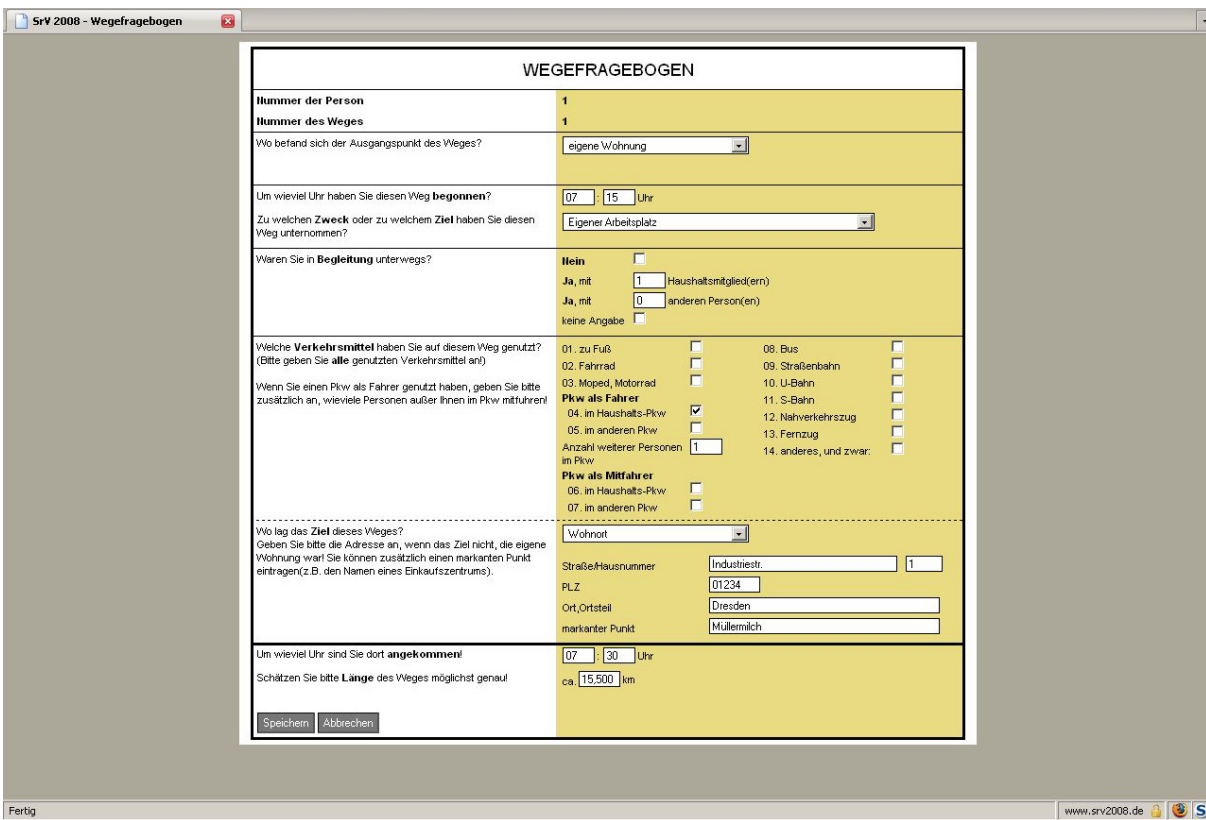 SrV 2008 - Wegefragebogen
WEGEFRAGEBOGEN
Nummer der Person 1
Nummer des Weges 1
Wo befand sich der Ausgangspunkt des Weges? eigene Wohnung
Um wieviel Uhr haben Sie diesen Weg begonnen? 07 : 15 Uhr
Zu welchen Zweck oder zu welchem Ziel haben Sie diesen Eigener Arbeitsplatz
Weg unternommen?
Waren Sie in Begleitung unterwegs? Nein
Ja, mit 1 Haushaltsmitglied(ern)
Ja, mit 0 anderen Person(en)
keine Angabe
Welche Verkehrsmittel haben Sie auf diesem Weg genutzt?
(Bitte geben Sie alle genutzten Verkehrsmittel an!)
Wenn Sie einen Pkw als Fahrer genutzt haben, geben Sie bitte
zusätzlich an, wieviele Personen außer Ihnen im Pkw mitfuhren!
01. zu Fuß
02. Fahrrad
03. Moped, Motorrad
Pkw als Fahrer
04. im Haushalts-Pkw
05. im anderen Pkw
Anzahl weiterer Personen 1
im Pkw
Pkw als Mitfahrer
06. im Haushalts-Pkw
07. im anderen Pkw
08. Bus
09. Straßenbahn
10. U-Bahn
11. S-Bahn
12. Nahverkehrszug
13. Fernzug
14. anderes, und zwar:
Wo lag das Ziel dieses Weges? Wohnort
Geben Sie bitte die Adresse an, wenn das Ziel nicht, die eigene
Wohnung war! Sie können zusätzlich einen markanten Punkt
eintragen(z.B. den Namen eines Einkaufszentrums).
Straße/Hausnummer Industriestr. 1
PLZ 01234
Ort,Ortsteil Dresden
markanter Punkt Müllermilch
Um wieviel Uhr sind Sie dort angekommen! 07 : 30 Uhr
Schätzen Sie bitte Länge des Weges möglichst genau! ca. 15,500 km
Speichern Abbrechen
Fertig www.srv2008.de S